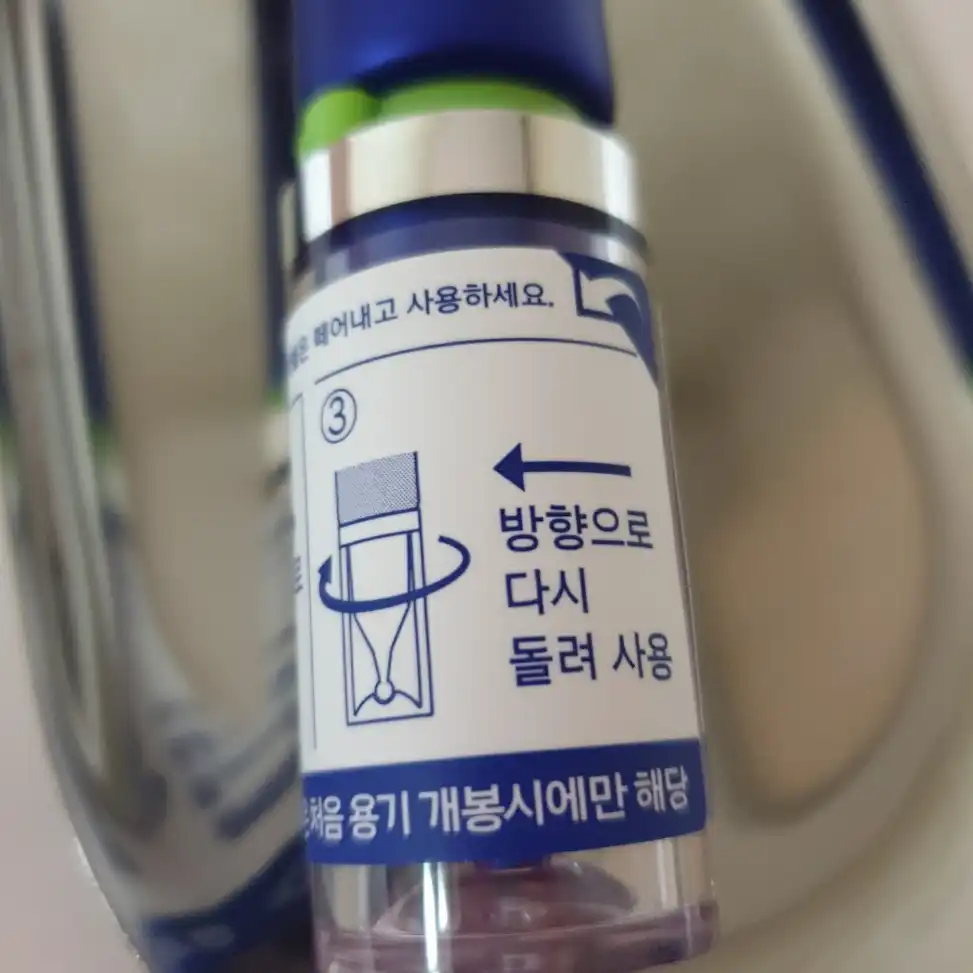 빼어내고 사용하세요.
③
방향으로
다시
돌려 사용
처음 용기 개봉시에만 해당